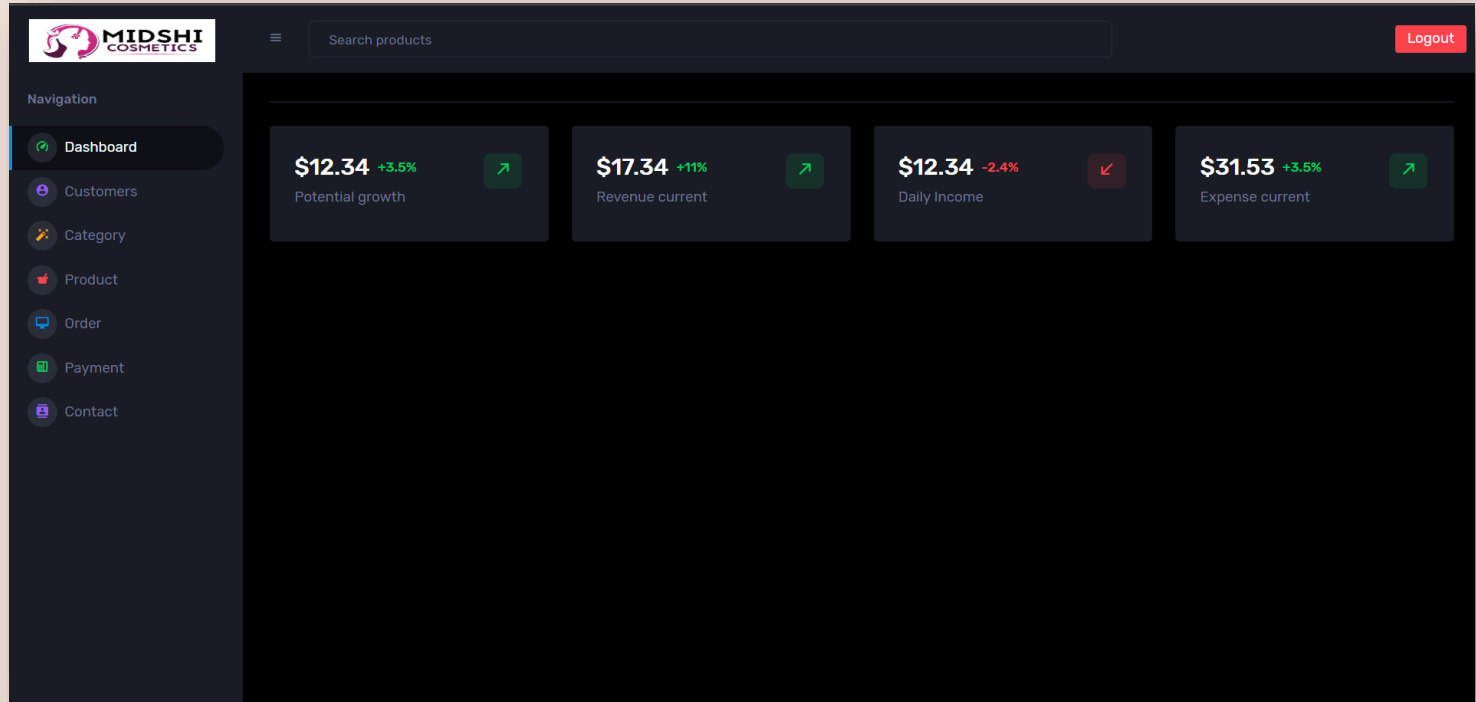 MIDSHI
COSMETICS
Search products
Logout
Navigation
Dashboard
Customers
Category
Product
Order
Payment
Contact
$12.34 +3.5%
Potential growth
$17.34 +11%
Revenue current
$12.34 -2.4%
Daily Income
$31.53 +3.5%
Expense current